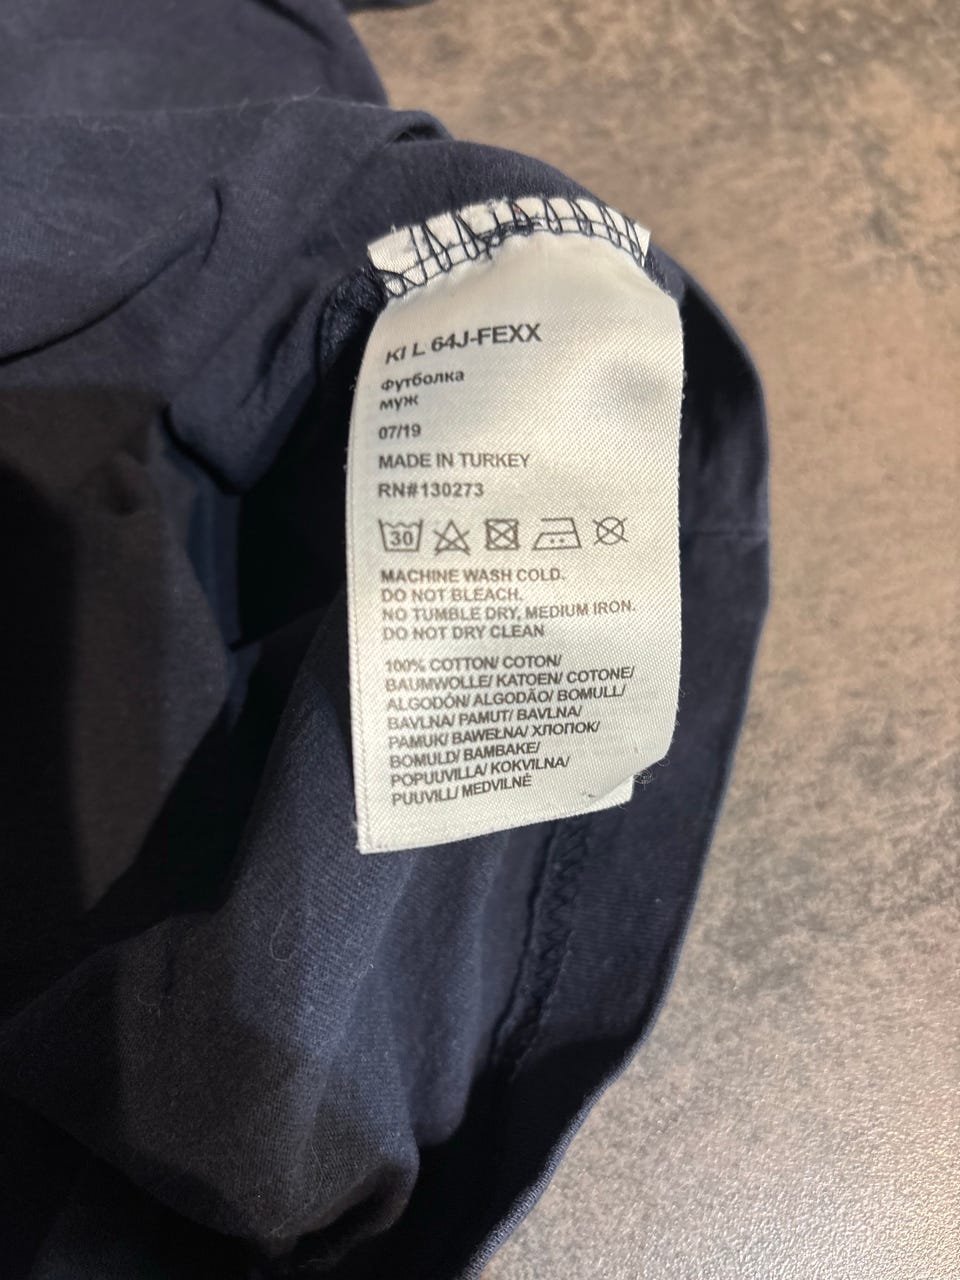 KI L 64J-FEXX
Футболка
муж
07/19
MADE IN TURKEY
RN#130273
30
MACHINE WASH COLD.
DO NOT BLEACH.
NO TUMBLE DRY, MEDIUM IRON.
DO NOT DRY CLEAN
100% COTTON/ COTON/
BAUMWOLLE/ KATOEN/ COTONE/
ALGODÓN/ ALGODÃO/ BOMULL/
BAVLNA/ PAMUT/ BAVLNA/
PAMUK/ BAWEŁNA/ ХЛОПОК/
BOMULD/ BAMBAKE/
POPUUVILLA/ KOKVILNA/
PUUVILL/ MEDVILNĖ